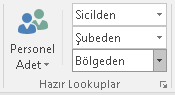 Sicilden
Şubeden
Bölgeden
Personel
Adet
Hazır Lookuplar